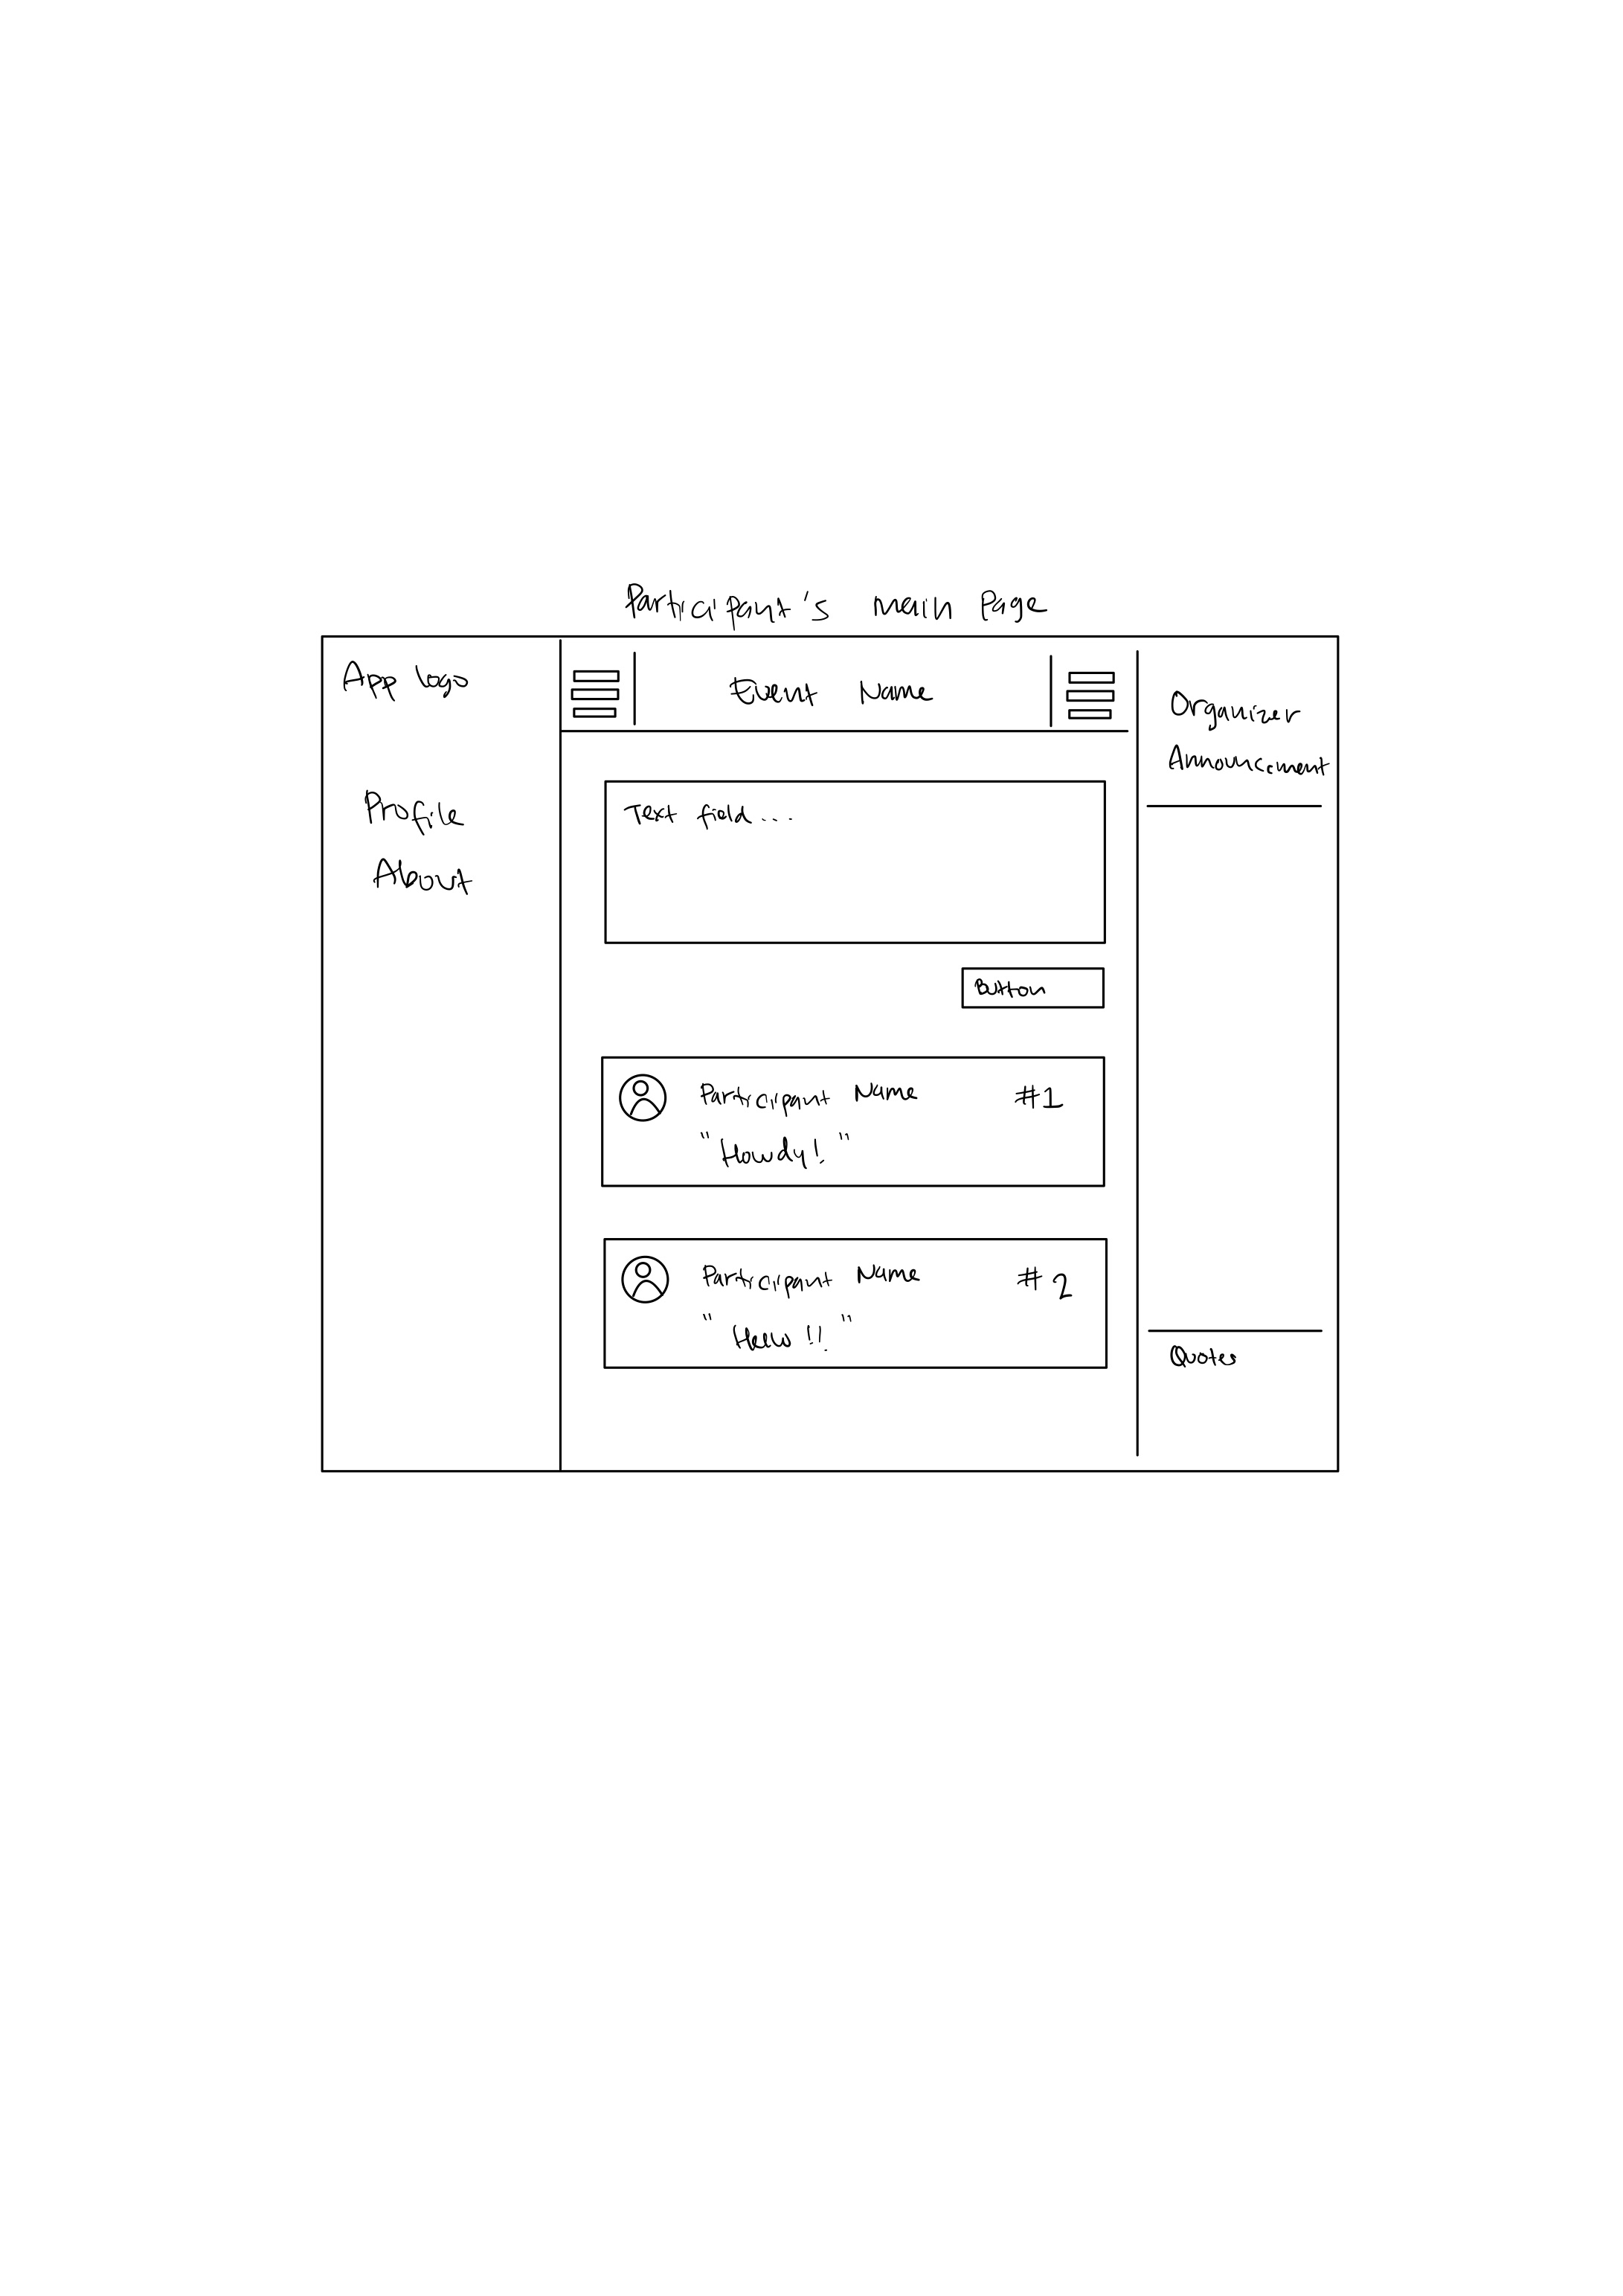 Participant's main Page
App Logo
Profile
About
Event Name
Text field...
Button
Participant Name #1
"Howdy! "
Participant Name #2
" Hello !! "
Organizer
Announcement
Quotes